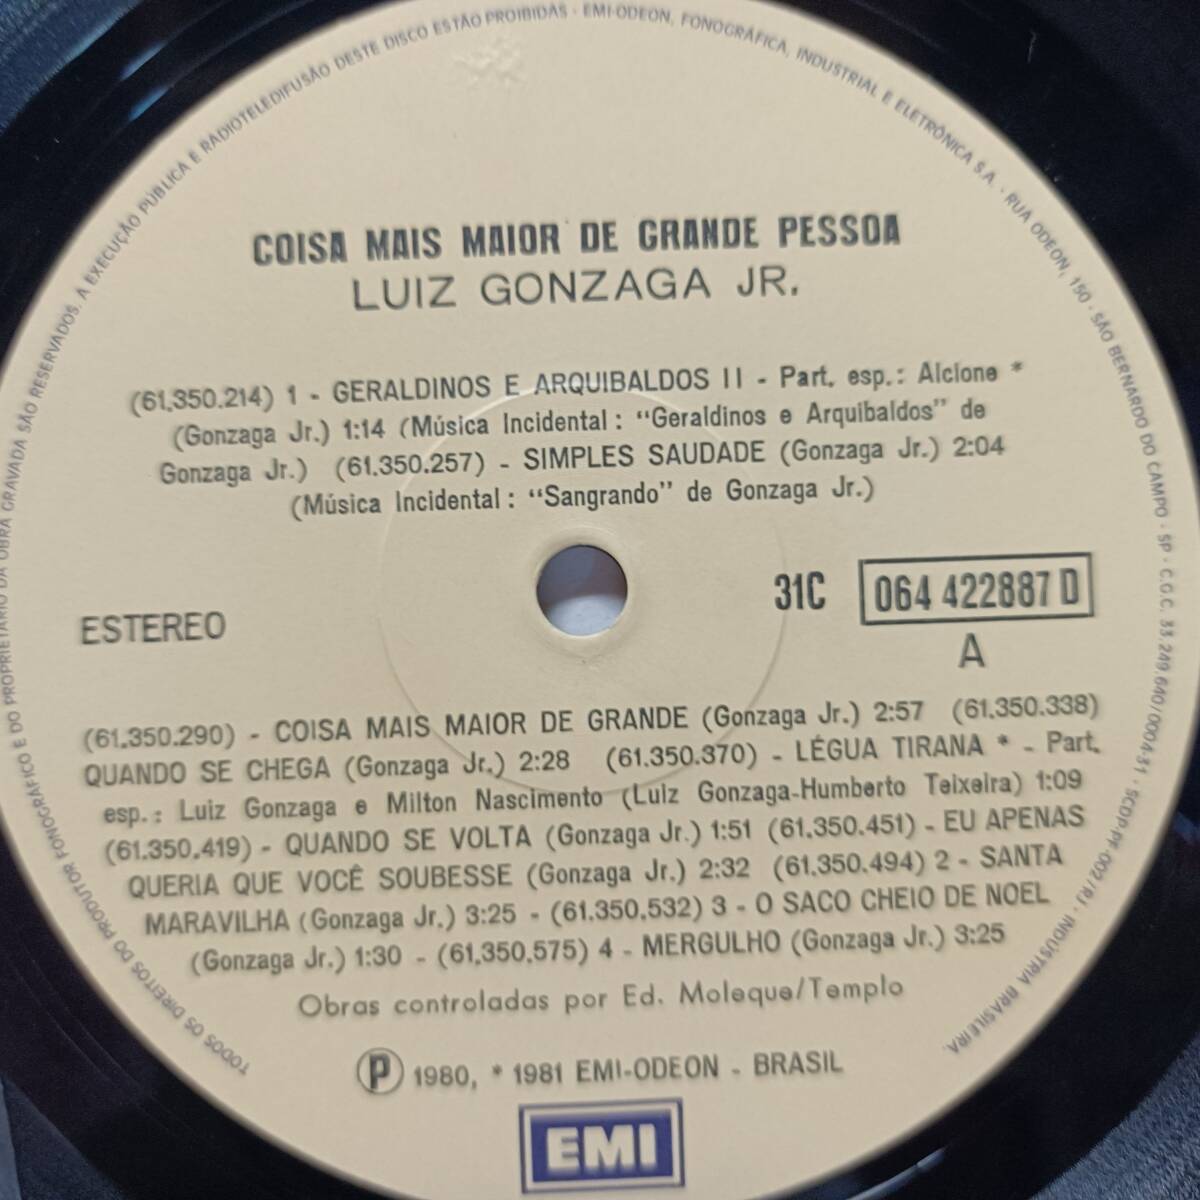 TODOS OS DIREITOS DO PRODUTOR FONOGRÁFICO E DO PROPRIETÁRIO DA OBRA GRAVADA SÃO RESERVADOS. A EXECUÇÃO PÚBLICA E RADIOTELEDIFUSÃO DESTE DISCO ESTÃO PROIBIDAS · EMI-ODEON, FONOGRÁFICA, INDUSTRIAL E ELETRÔNICA S.A. · RUA ODEON, 150 · SÃO BERNARDO DO CAMPO · SP · C.G.C. 33.249.640/0004-31 · SCDP-PF-002/RJ · INDÚSTRIA BRASILEIRA.
COISA MAIS MAIOR DE GRANDE PESSOA
LUIZ GONZAGA JR.
(61.350.214) 1 - GERALDINOS E ARQUIBALDOS II - Part. esp.: Alcione *
(Gonzaga Jr.) 1:14 (Música Incidental: "Geraldinos e Arquibaldos" de
Gonzaga Jr.) (61.350.257) - SIMPLES SAUDADE (Gonzaga Jr.) 2:04
(Música Incidental: "Sangrando" de Gonzaga Jr.)
ESTEREO
31C 064 422887 D
A
(61.350.290) - COISA MAIS MAIOR DE GRANDE (Gonzaga Jr.) 2:57 (61.350.338)
QUANDO SE CHEGA (Gonzaga Jr.) 2:28 (61.350.370) - LÉGUA TIRANA * - Part.
esp.: Luiz Gonzaga e Milton Nascimento (Luiz Gonzaga-Humberto Teixeira) 1:09
(61.350.419) - QUANDO SE VOLTA (Gonzaga Jr.) 1:51 (61.350.451) - EU APENAS
QUERIA QUE VOCÊ SOUBESSE (Gonzaga Jr.) 2:32 (61.350.494) 2 - SANTA
MARAVILHA (Gonzaga Jr.) 3:25 - (61.350.532) 3 - O SACO CHEIO DE NOEL
(Gonzaga Jr.) 1:30 - (61.350.575) 4 - MERGULHO (Gonzaga Jr.) 3:25
Obras controladas por Ed. Moleque/Templo
Ⓟ 1980, * 1981 EMI-ODEON - BRASIL
EMI